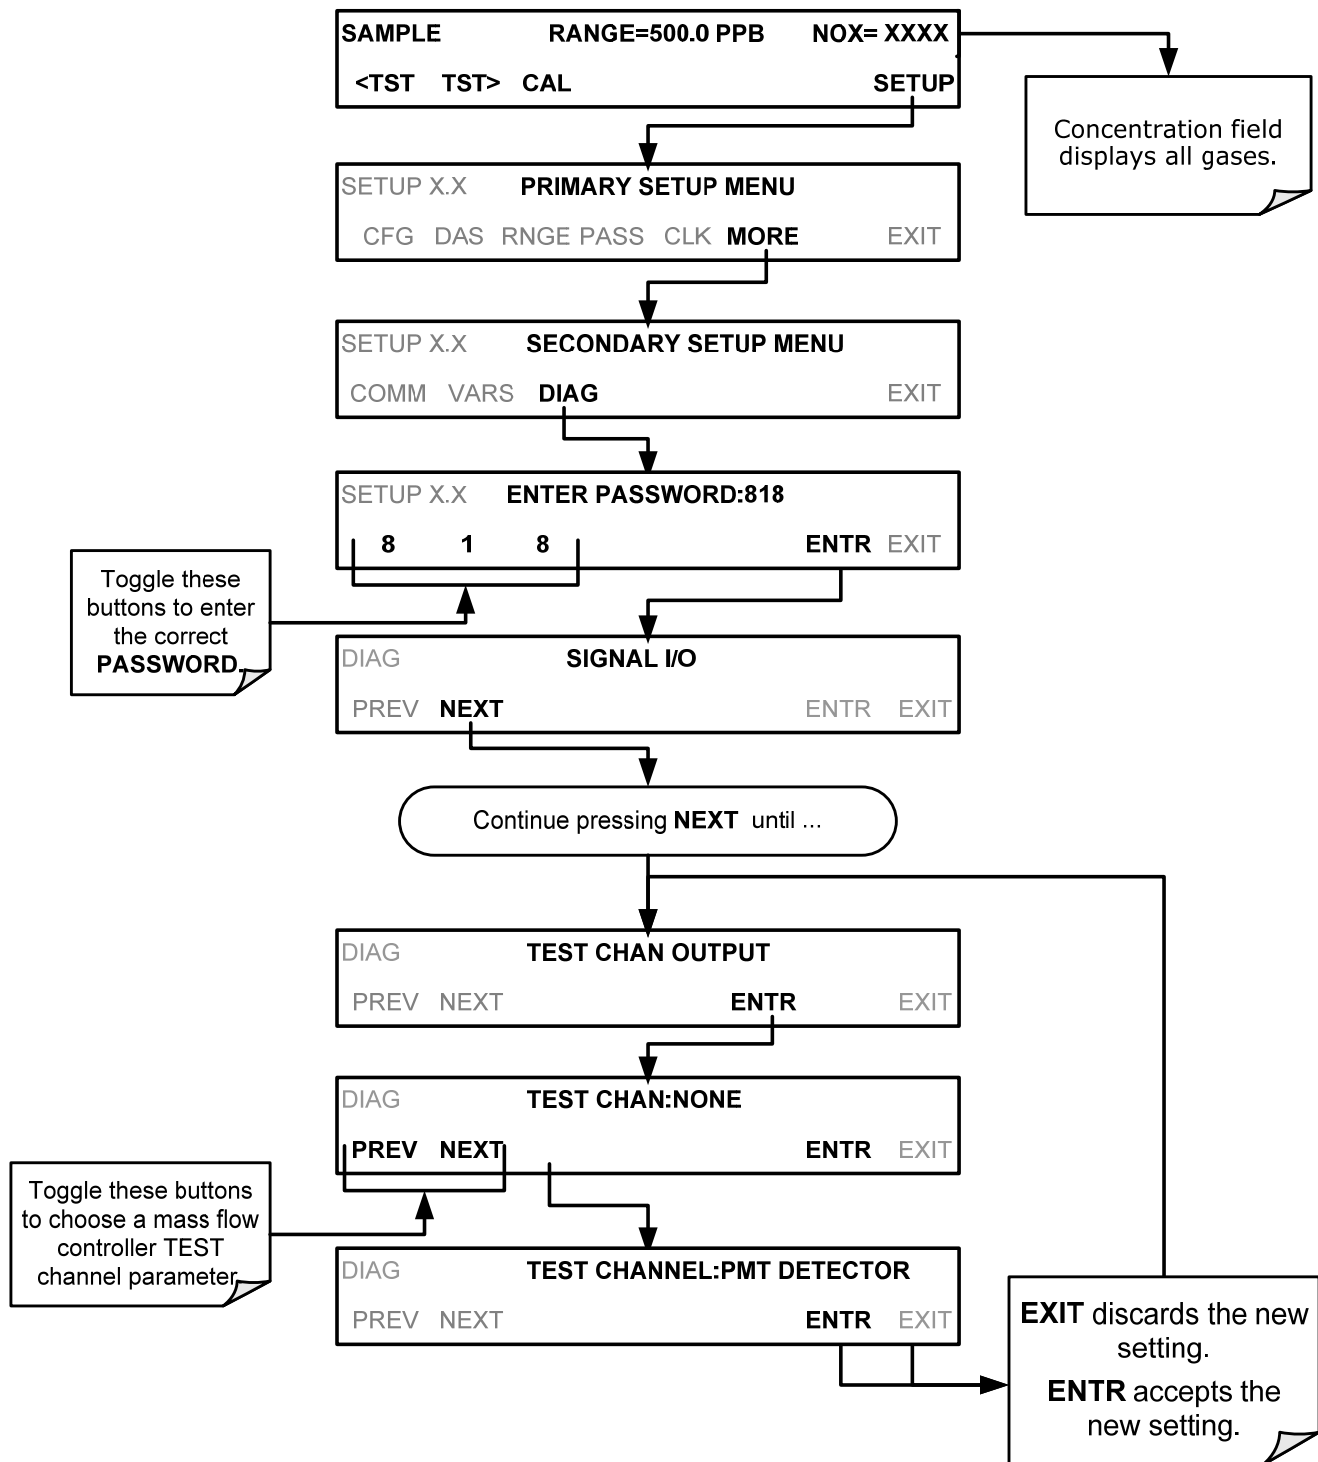 SAMPLE RANGE=500.0 PPB NOX= XXXX
<TST TST> CAL SETUP
Concentration field
displays all gases.
SETUP X.X PRIMARY SETUP MENU
CFG DAS RNGE PASS CLK MORE EXIT
SETUP X.X SECONDARY SETUP MENU
COMM VARS DIAG EXIT
SETUP X.X ENTER PASSWORD:818
8 1 8 ENTR EXIT
Toggle these
buttons to enter
the correct
PASSWORD.
DIAG SIGNAL I/O
PREV NEXT ENTR EXIT
Continue pressing NEXT until ...
DIAG TEST CHAN OUTPUT
PREV NEXT ENTR EXIT
DIAG TEST CHAN:NONE
PREV NEXT ENTR EXIT
Toggle these buttons
to choose a mass flow
controller TEST
channel parameter
DIAG TEST CHANNEL:PMT DETECTOR
PREV NEXT ENTR EXIT
EXIT discards the new
setting.
ENTR accepts the
new setting.